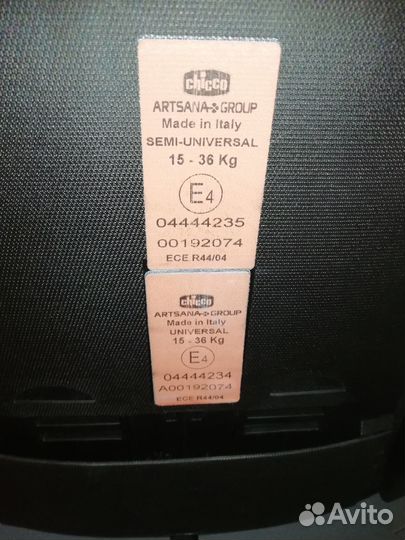 chicco
ARTSANA GROUP
Made in Italy
SEMI-UNIVERSAL
15 - 36 Kg
E4
04444235
00192074
ECE R44/04
chicco
ARTSANA GROUP
Made in Italy
UNIVERSAL
15 - 36 Kg
E4
04444234
A00192074
ECE R44/04
Avito